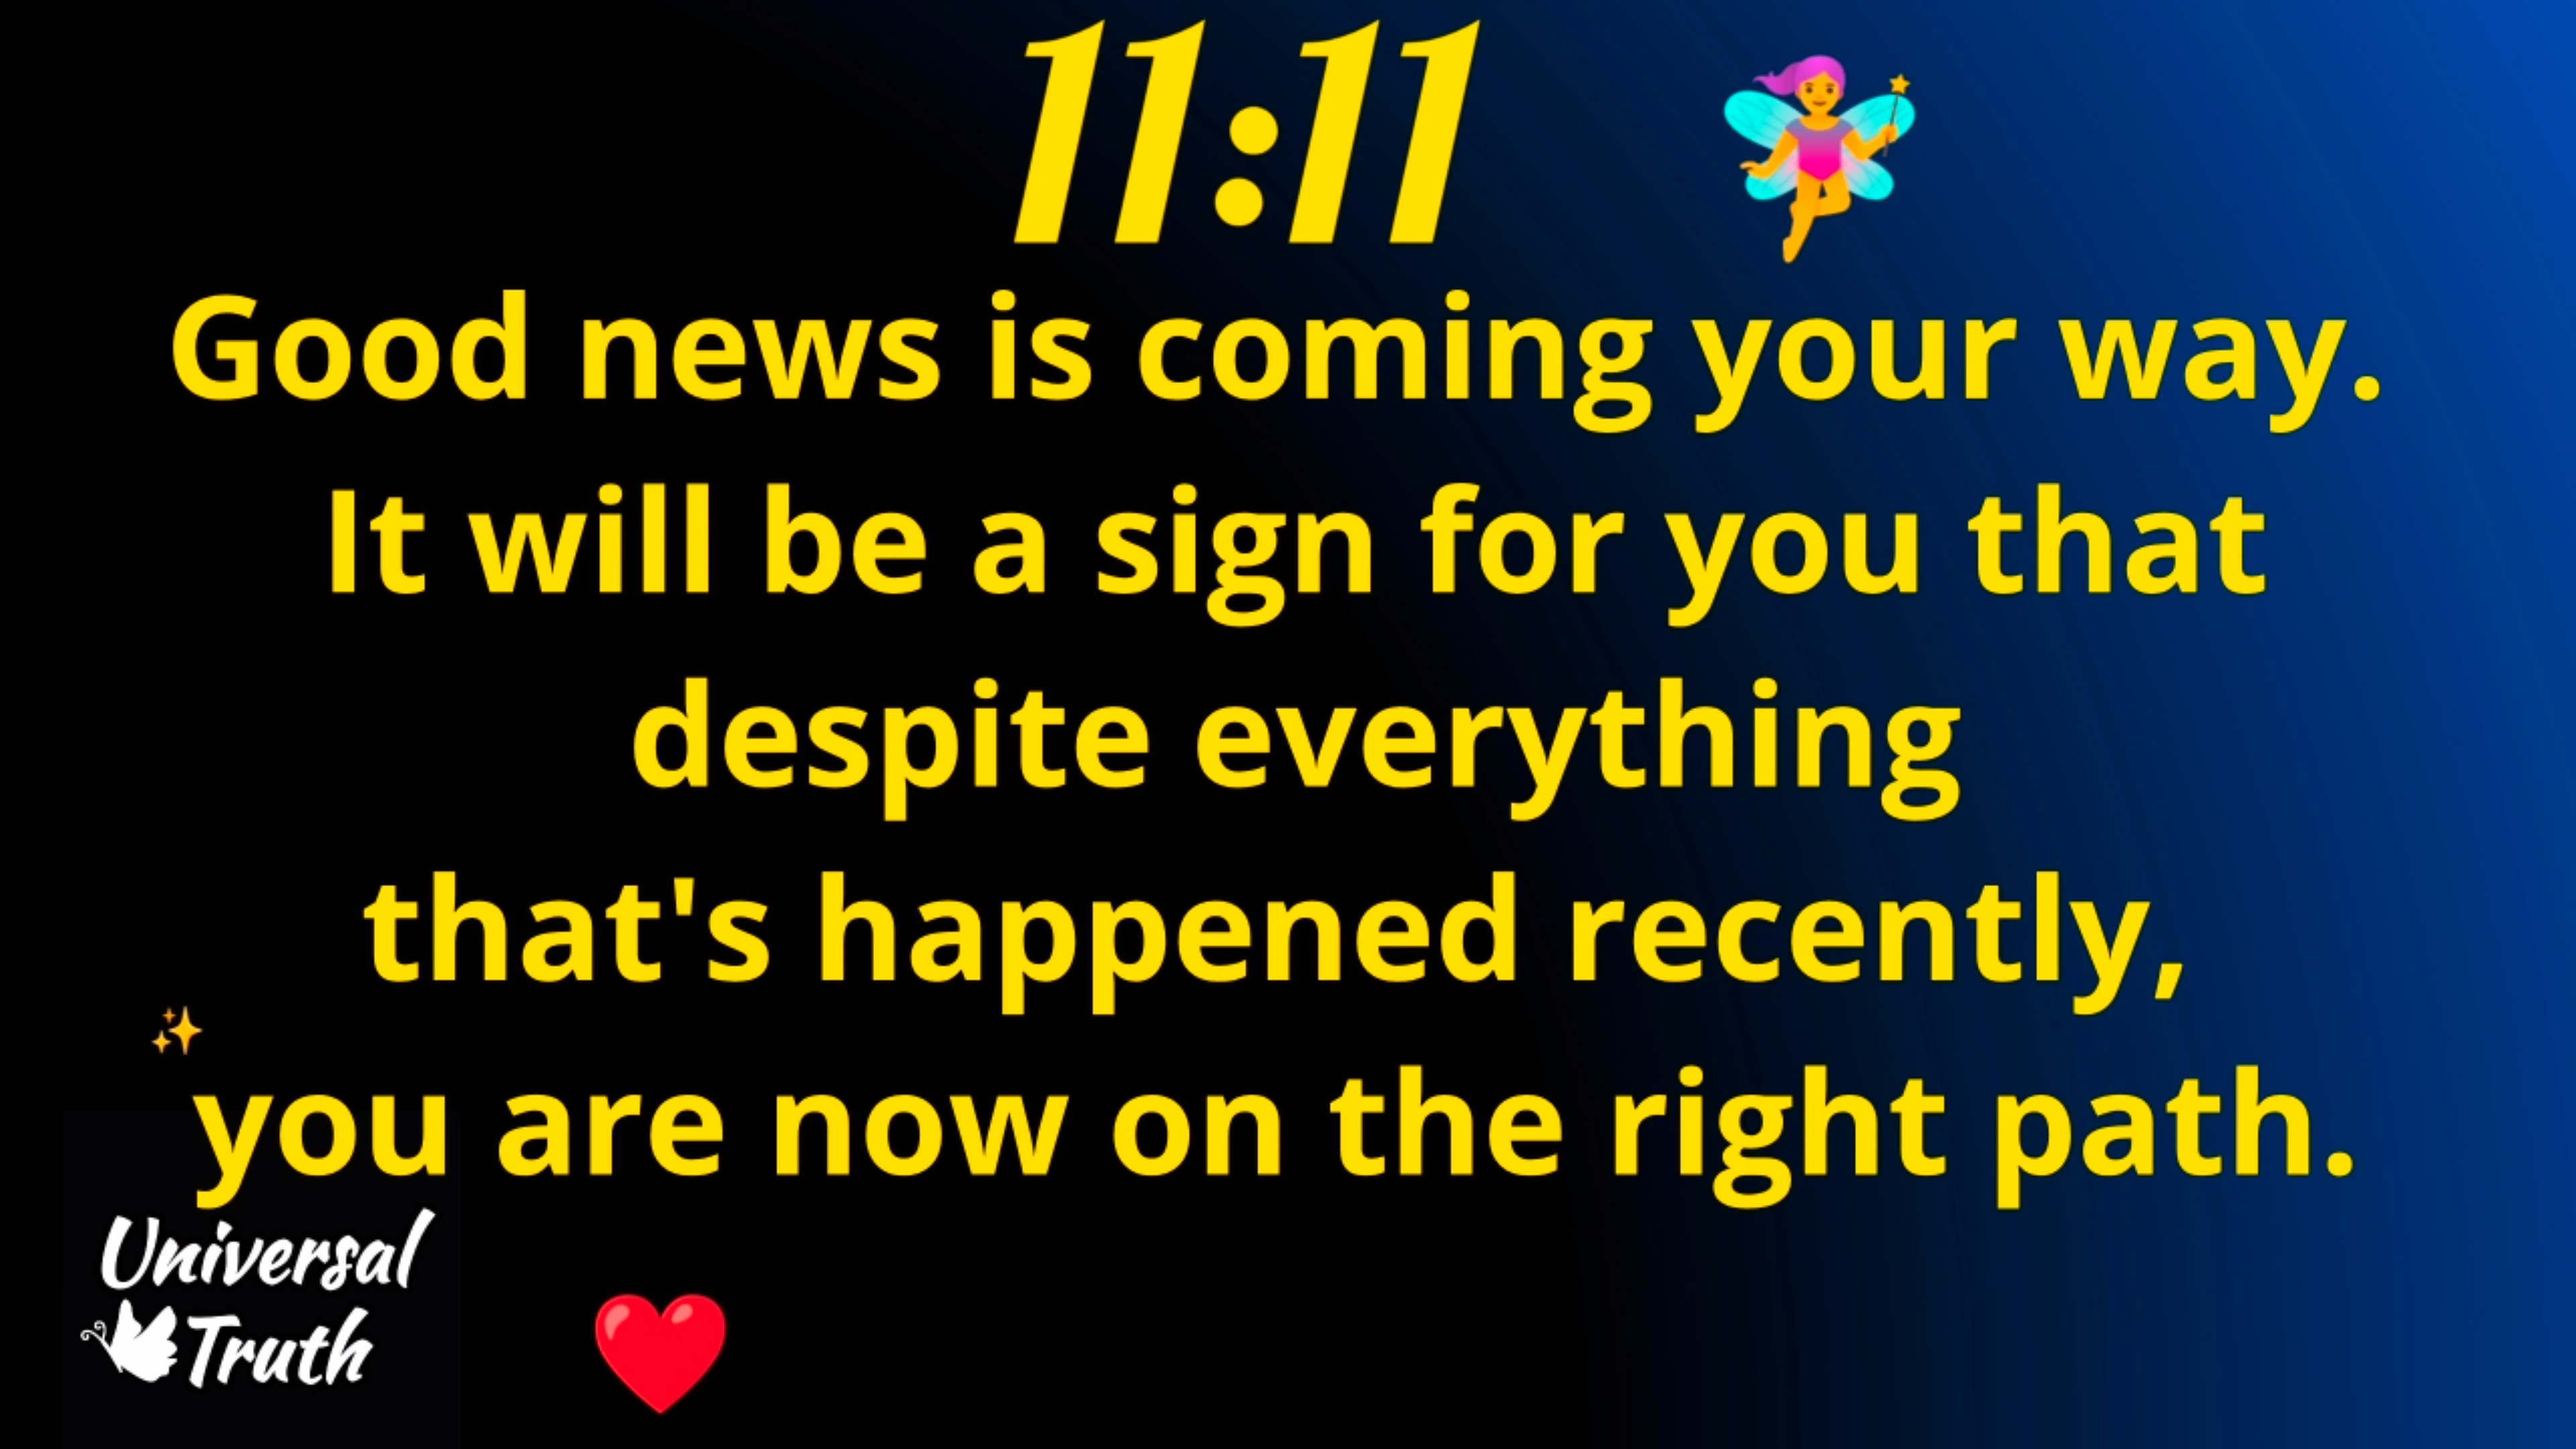 11:11
Good news is coming your way.
It will be a sign for you that
despite everything
that's happened recently,
you are now on the right path.
Universal
Truth